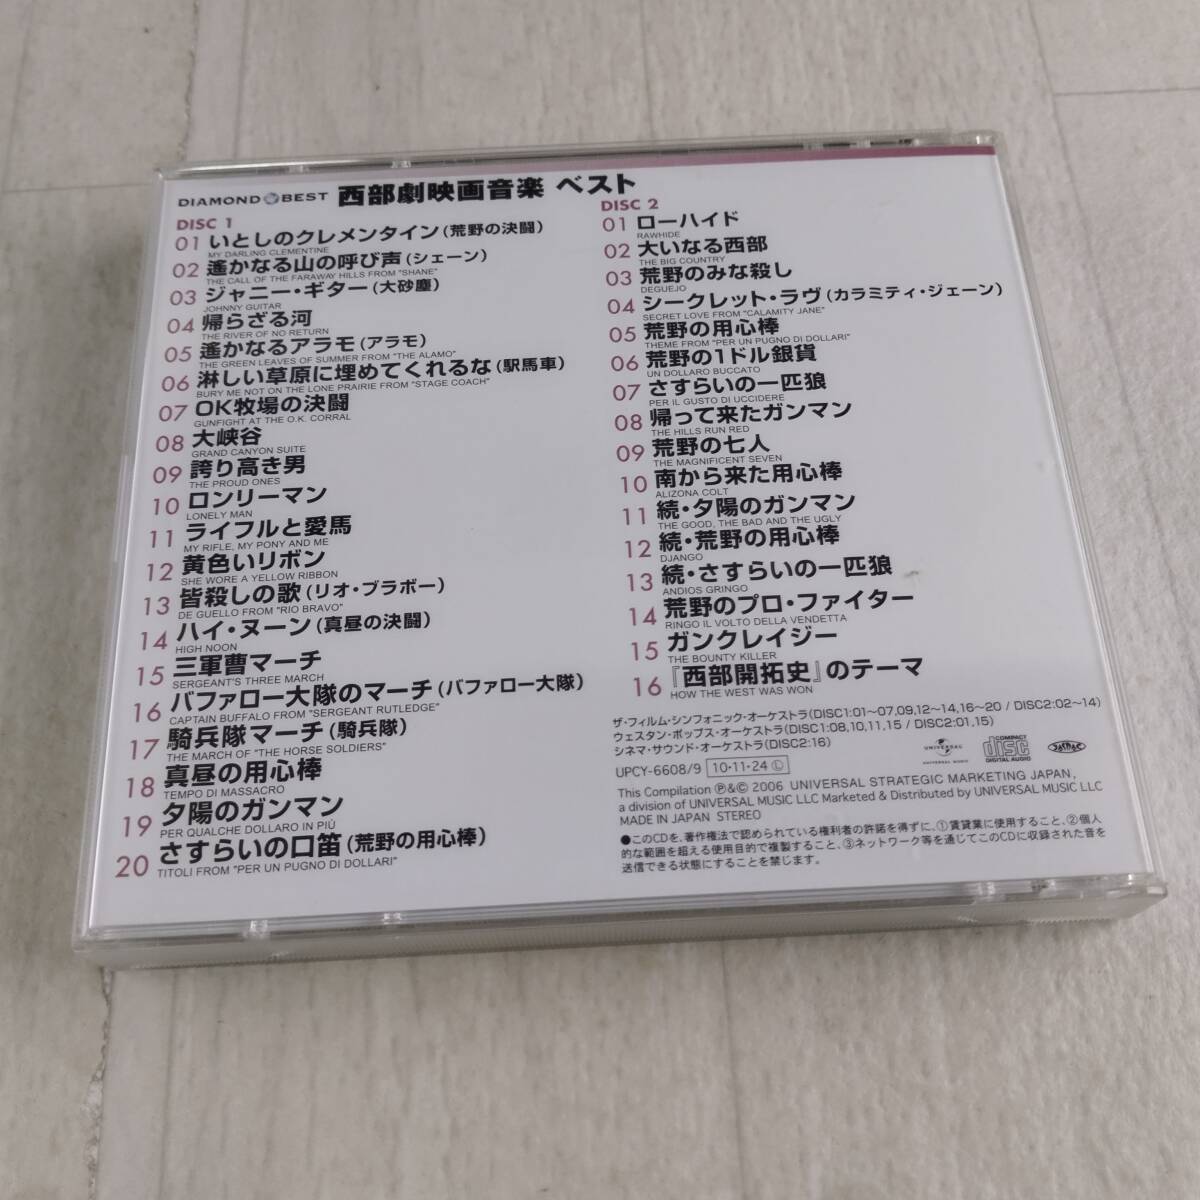 DIAMOND BEST 西部劇映画音楽 ベスト
DISC 1
01 いとしのクレメンタイン(荒野の決闘)
MY DARLING CLEMENTINE
02 遙かなる山の呼び声(シェーン)
THE CALL OF THE FARAWAY HILLS FROM "SHANE"
03 ジャニー・ギター(大砂塵)
JOHNNY GUITAR
04 帰らざる河
THE RIVER OF NO RETURN
05 遙かなるアラモ(アラモ)
THE GREEN LEAVES OF SUMMER FROM "THE ALAMO"
06 淋しい草原に埋めてくれるな(駅馬車)
BURY ME NOT ON THE LONE PRAIRIE FROM "STAGE COACH"
07 OK牧場の決闘
GUNFIGHT AT THE O.K. CORRAL
08 大峡谷
GRAND CANYON SUITE
09 誇り高き男
THE PROUD ONES
10 ロンリーマン
LONELY MAN
11 ライフルと愛馬
MY RIFLE, MY PONY AND ME
12 黄色いリボン
SHE WORE A YELLOW RIBBON
13 皆殺しの歌(リオ・ブラボー)
DE GUELLO FROM "RIO BRAVO"
14 ハイ・ヌーン(真昼の決闘)
HIGH NOON
15 三軍曹マーチ
SERGEANT'S THREE MARCH
16 バファロー大隊のマーチ(バファロー大隊)
CAPTAIN BUFFALO FROM "SERGEANT RUTLEDGE"
17 騎兵隊マーチ(騎兵隊)
THE MARCH OF "THE HORSE SOLDIERS"
18 真昼の用心棒
TEMPO DI MASSACRO
19 夕陽のガンマン
PER QUALCHE DOLLARO IN PIÙ
20 さすらいの口笛(荒野の用心棒)
TITOLI FROM "PER UN PUGNO DI DOLLARI"
DISC 2
01 ローハイド
RAWHIDE
02 大いなる西部
THE BIG COUNTRY
03 荒野のみな殺し
DEGUEJO
04 シークレット・ラヴ(カラミティ・ジェーン)
SECRET LOVE FROM "CALAMITY JANE"
05 荒野の用心棒
THEME FROM "PER UN PUGNO DI DOLLARI"
06 荒野の1ドル銀貨
UN DOLLARO BUCCATO
07 さすらいの一匹狼
PER IL GUSTO DI UCCIDERE
08 帰って来たガンマン
THE HILLS RUN RED
09 荒野の七人
THE MAGNIFICENT SEVEN
10 南から来た用心棒
ALIZONA COLT
11 続・夕陽のガンマン
THE GOOD, THE BAD AND THE UGLY
12 続・荒野の用心棒
DJANGO
13 続・さすらいの一匹狼
ANDIOS GRINGO
14 荒野のプロ・ファイター
RINGO IL VOLTO DELLA VENDETTA
15 ガンクレイジー
THE BOUNTY KILLER
16 『西部開拓史』のテーマ
HOW THE WEST WAS WON
ザ・フィルム・シンフォニック・オーケストラ(DISC1:01〜07,09,12〜14,16〜20 / DISC2:02〜14)
ウェスタン・ポップス・オーケストラ(DISC1:08,10,11,15 / DISC2:01,15)
シネマ・サウンド・オーケストラ(DISC2:16)
UNIVERSAL
UNIVERSAL MUSIC
COMPACT disc DIGITAL AUDIO
JASRAC
UPCY-6608/9 10・11・24 Ⓛ
This Compilation ℗&© 2006 UNIVERSAL STRATEGIC MARKETING JAPAN,
a division of UNIVERSAL MUSIC LLC Marketed & Distributed by UNIVERSAL MUSIC LLC
MADE IN JAPAN STEREO
●このCDを、著作権法で認められている権利者の許諾を得ずに、①賃貸業に使用すること、②個人
的な範囲を超える使用目的で複製すること、③ネットワーク等を通じてこのCDに収録された音を
送信できる状態にすることを禁じます。